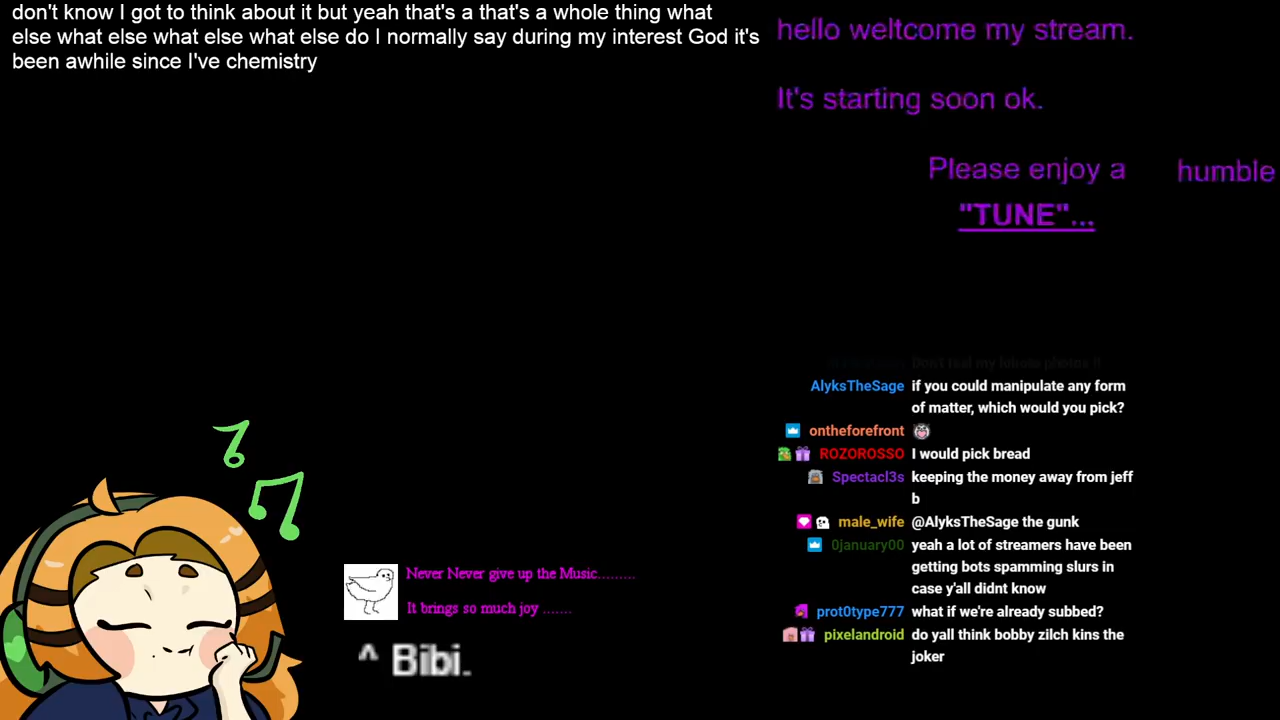 don't know I got to think about it but yeah that's a that's a whole thing what
else what else what else what else do I normally say during my interest God it's
been awhile since I've chemistry
hello weltcome my stream.
It's starting soon ok.
Please enjoy a humble
"TUNE"...
AlyksTheSage if you could manipulate any form
of matter, which would you pick?
ontheforefront
ROZOROSSO I would pick bread
Spectacl3s keeping the money away from jeff
b
male_wife @AlyksTheSage the gunk
0january00 yeah a lot of streamers have been
getting bots spamming slurs in
case y'all didnt know
prot0type777 what if we're already subbed?
pixelandroid do yall think bobby zilch kins the
joker
Never Never give up the Music.........
It brings so much joy .......
^ Bibi.